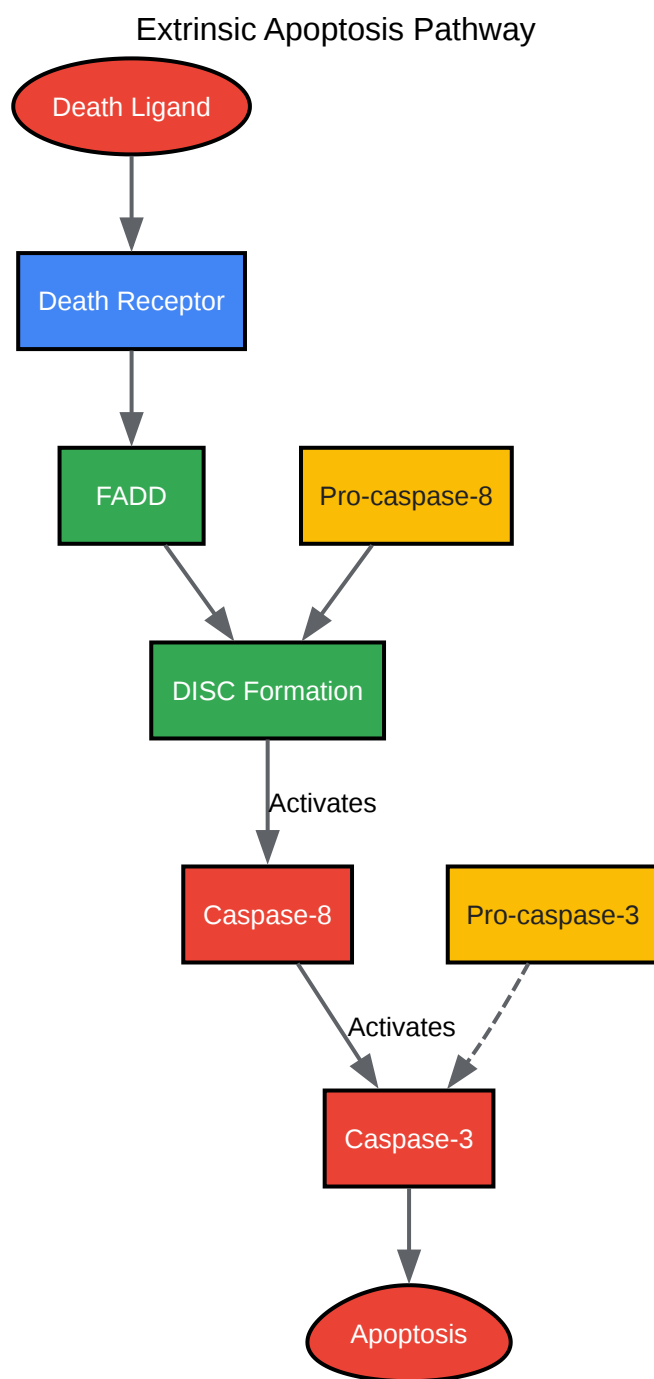 Extrinsic Apoptosis Pathway
Death Ligand
Death Receptor
FADD
Pro-caspase-8
DISC Formation
Activates
Caspase-8
Pro-caspase-3
Activates
Caspase-3
Apoptosis